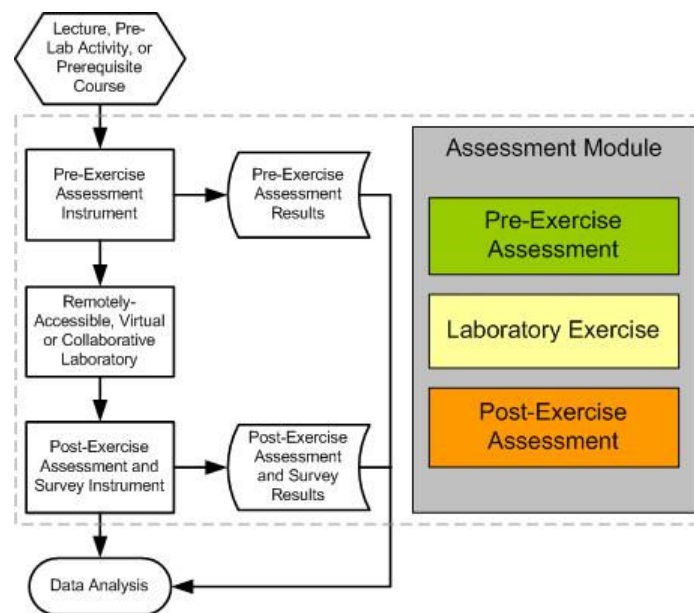 Lecture, Pre-
Lab Activity, or
Prerequisite
Course
Pre-Exercise
Assessment
Instrument
Pre-Exercise
Assessment
Results
Remotely-
Accessible, Virtual
or Collaborative
Laboratory
Post-Exercise
Assessment and
Survey Instrument
Post-Exercise
Assessment
and Survey
Results
Data Analysis
Assessment Module
Pre-Exercise
Assessment
Laboratory Exercise
Post-Exercise
Assessment